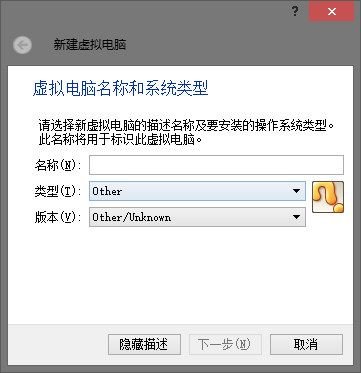 ?
新建虚拟电脑
虚拟电脑名称和系统类型
请选择新虚拟电脑的描述名称及要安装的操作系统类型。
此名称将用于标识此虚拟电脑。
名称(N):
类型(T): Other
版本(V): Other/Unknown
隐藏描述 下一步(N) 取消